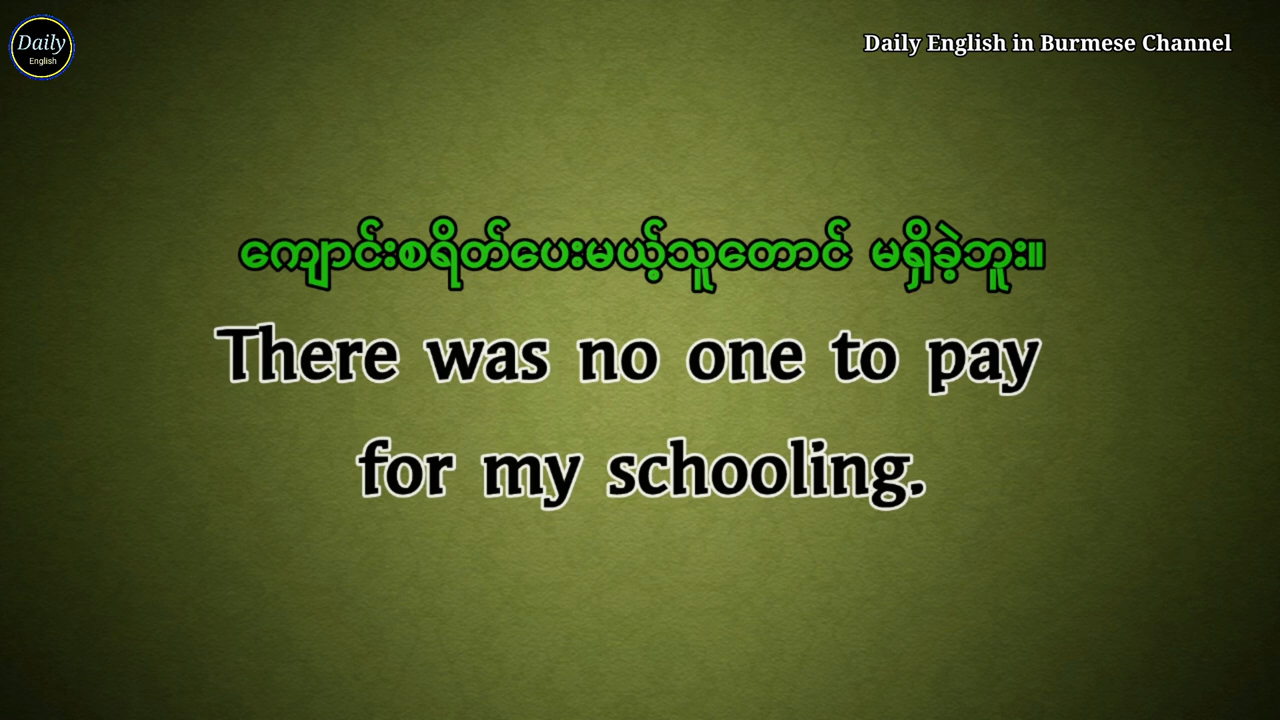 Daily
English
Daily English in Burmese Channel
ကျောင်းစရိတ်ပေးမယ့်သူတောင် မရှိခဲ့ဘူး။
There was no one to pay
for my schooling.